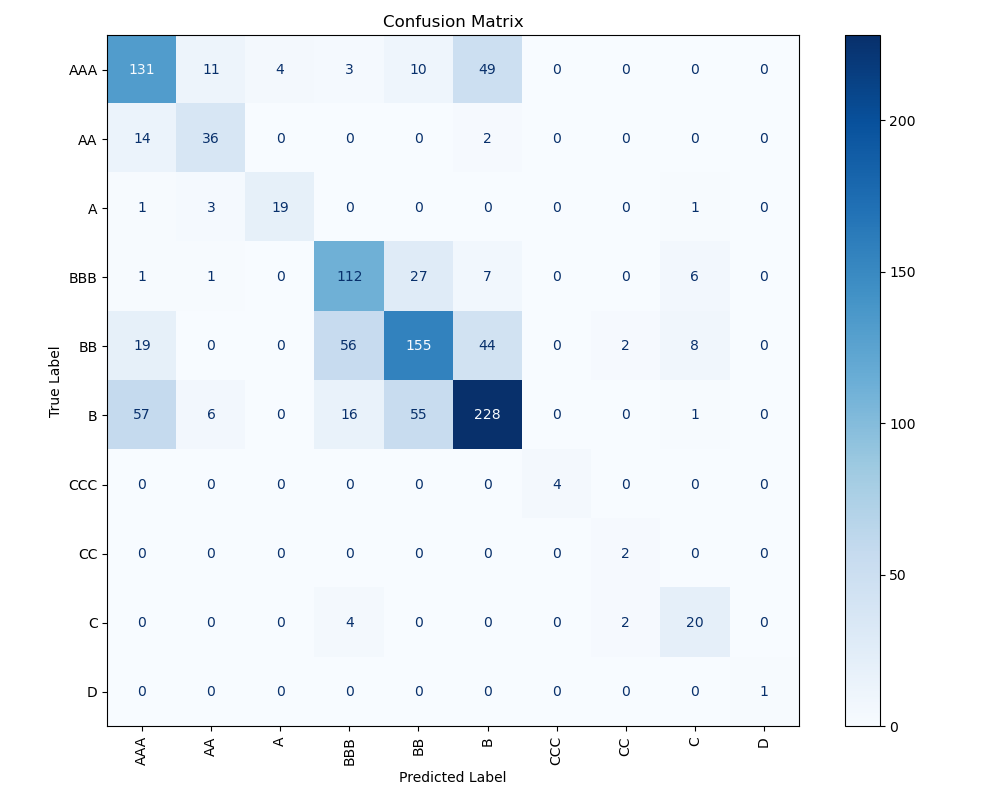 Confusion Matrix
AAA 131 11 4 3 10 49 0 0 0 0
AA 14 36 0 0 0 2 0 0 0 0
A 1 3 19 0 0 0 0 0 1 0
BBB 1 1 0 112 27 7 0 0 6 0
BB 19 0 0 56 155 44 0 2 8 0
B 57 6 0 16 55 228 0 0 1 0
CCC 0 0 0 0 0 0 4 0 0 0
CC 0 0 0 0 0 0 0 2 0 0
C 0 0 0 4 0 0 0 2 20 0
D 0 0 0 0 0 0 0 0 0 1
True Label
AAA AA A BBB BB B CCC CC C D
Predicted Label
200
150
100
50
0